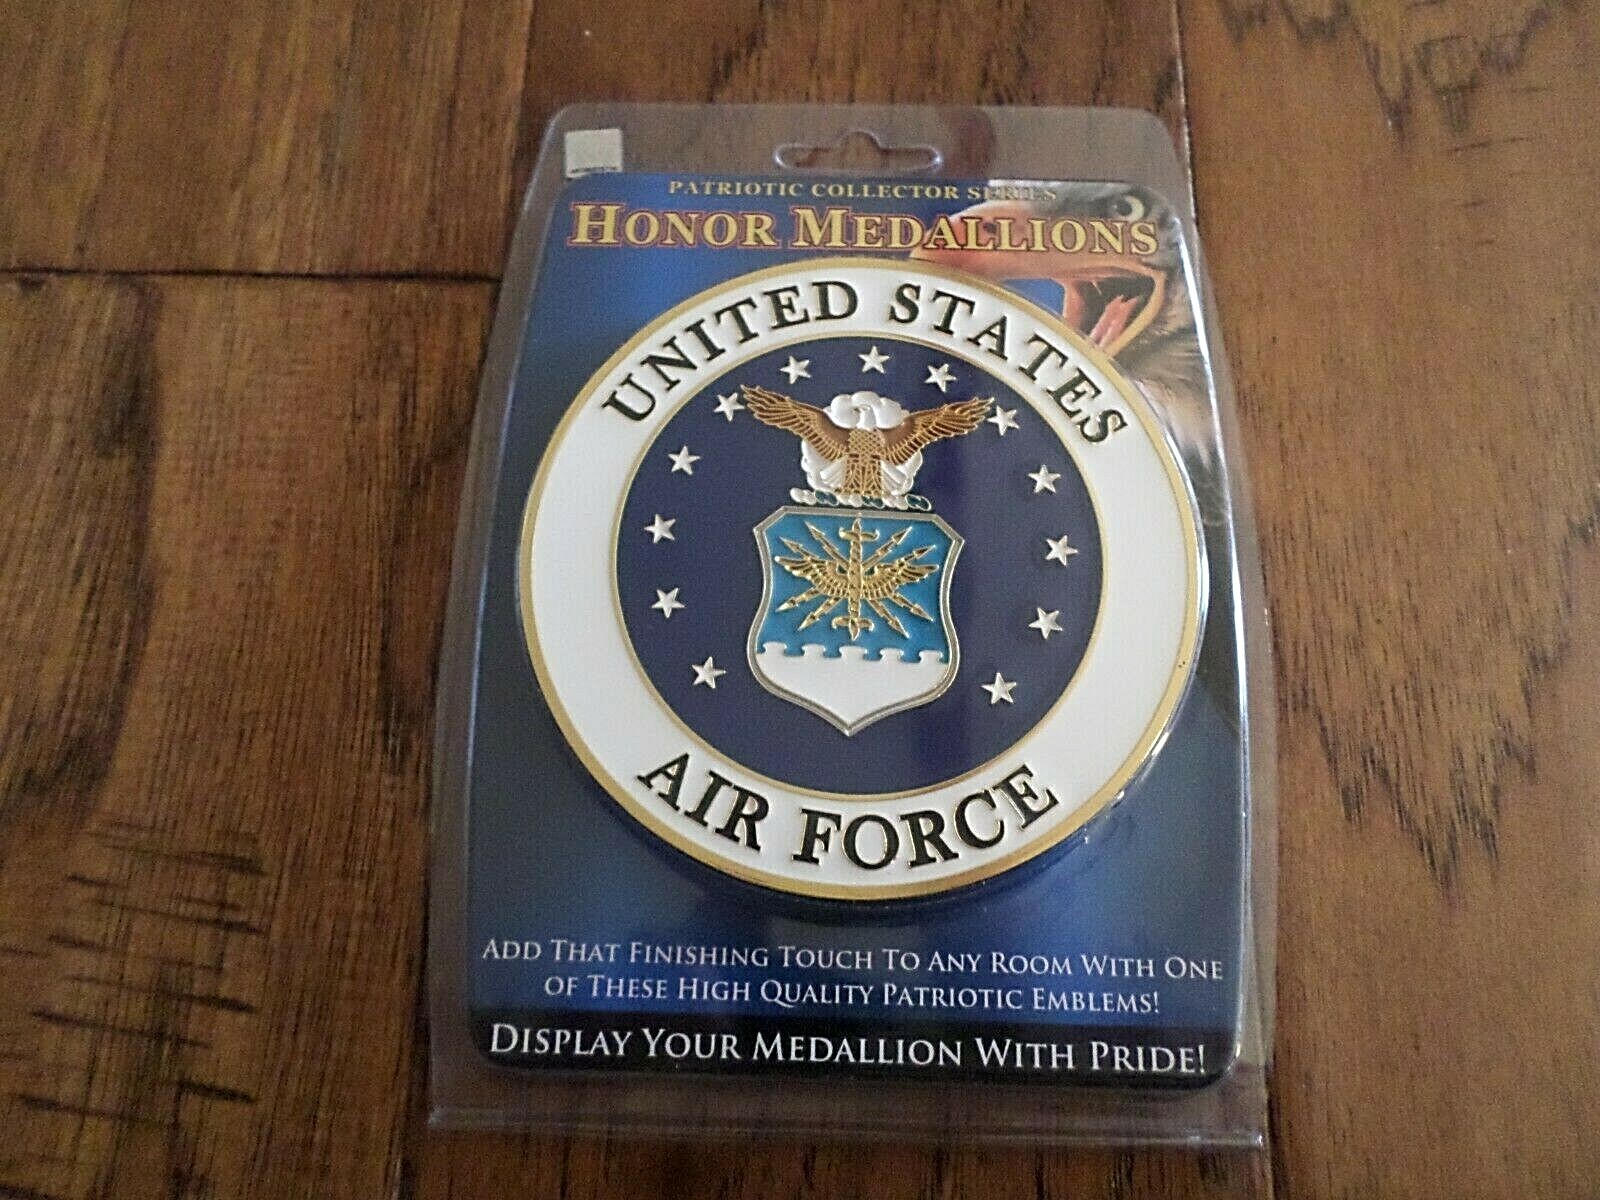 PATRIOTIC COLLECTOR SERIES
HONOR MEDALLIONS
UNITED STATES
AIR FORCE
ADD THAT FINISHING TOUCH TO ANY ROOM WITH ONE
OF THESE HIGH QUALITY PATRIOTIC EMBLEMS!
DISPLAY YOUR MEDALLION WITH PRIDE!